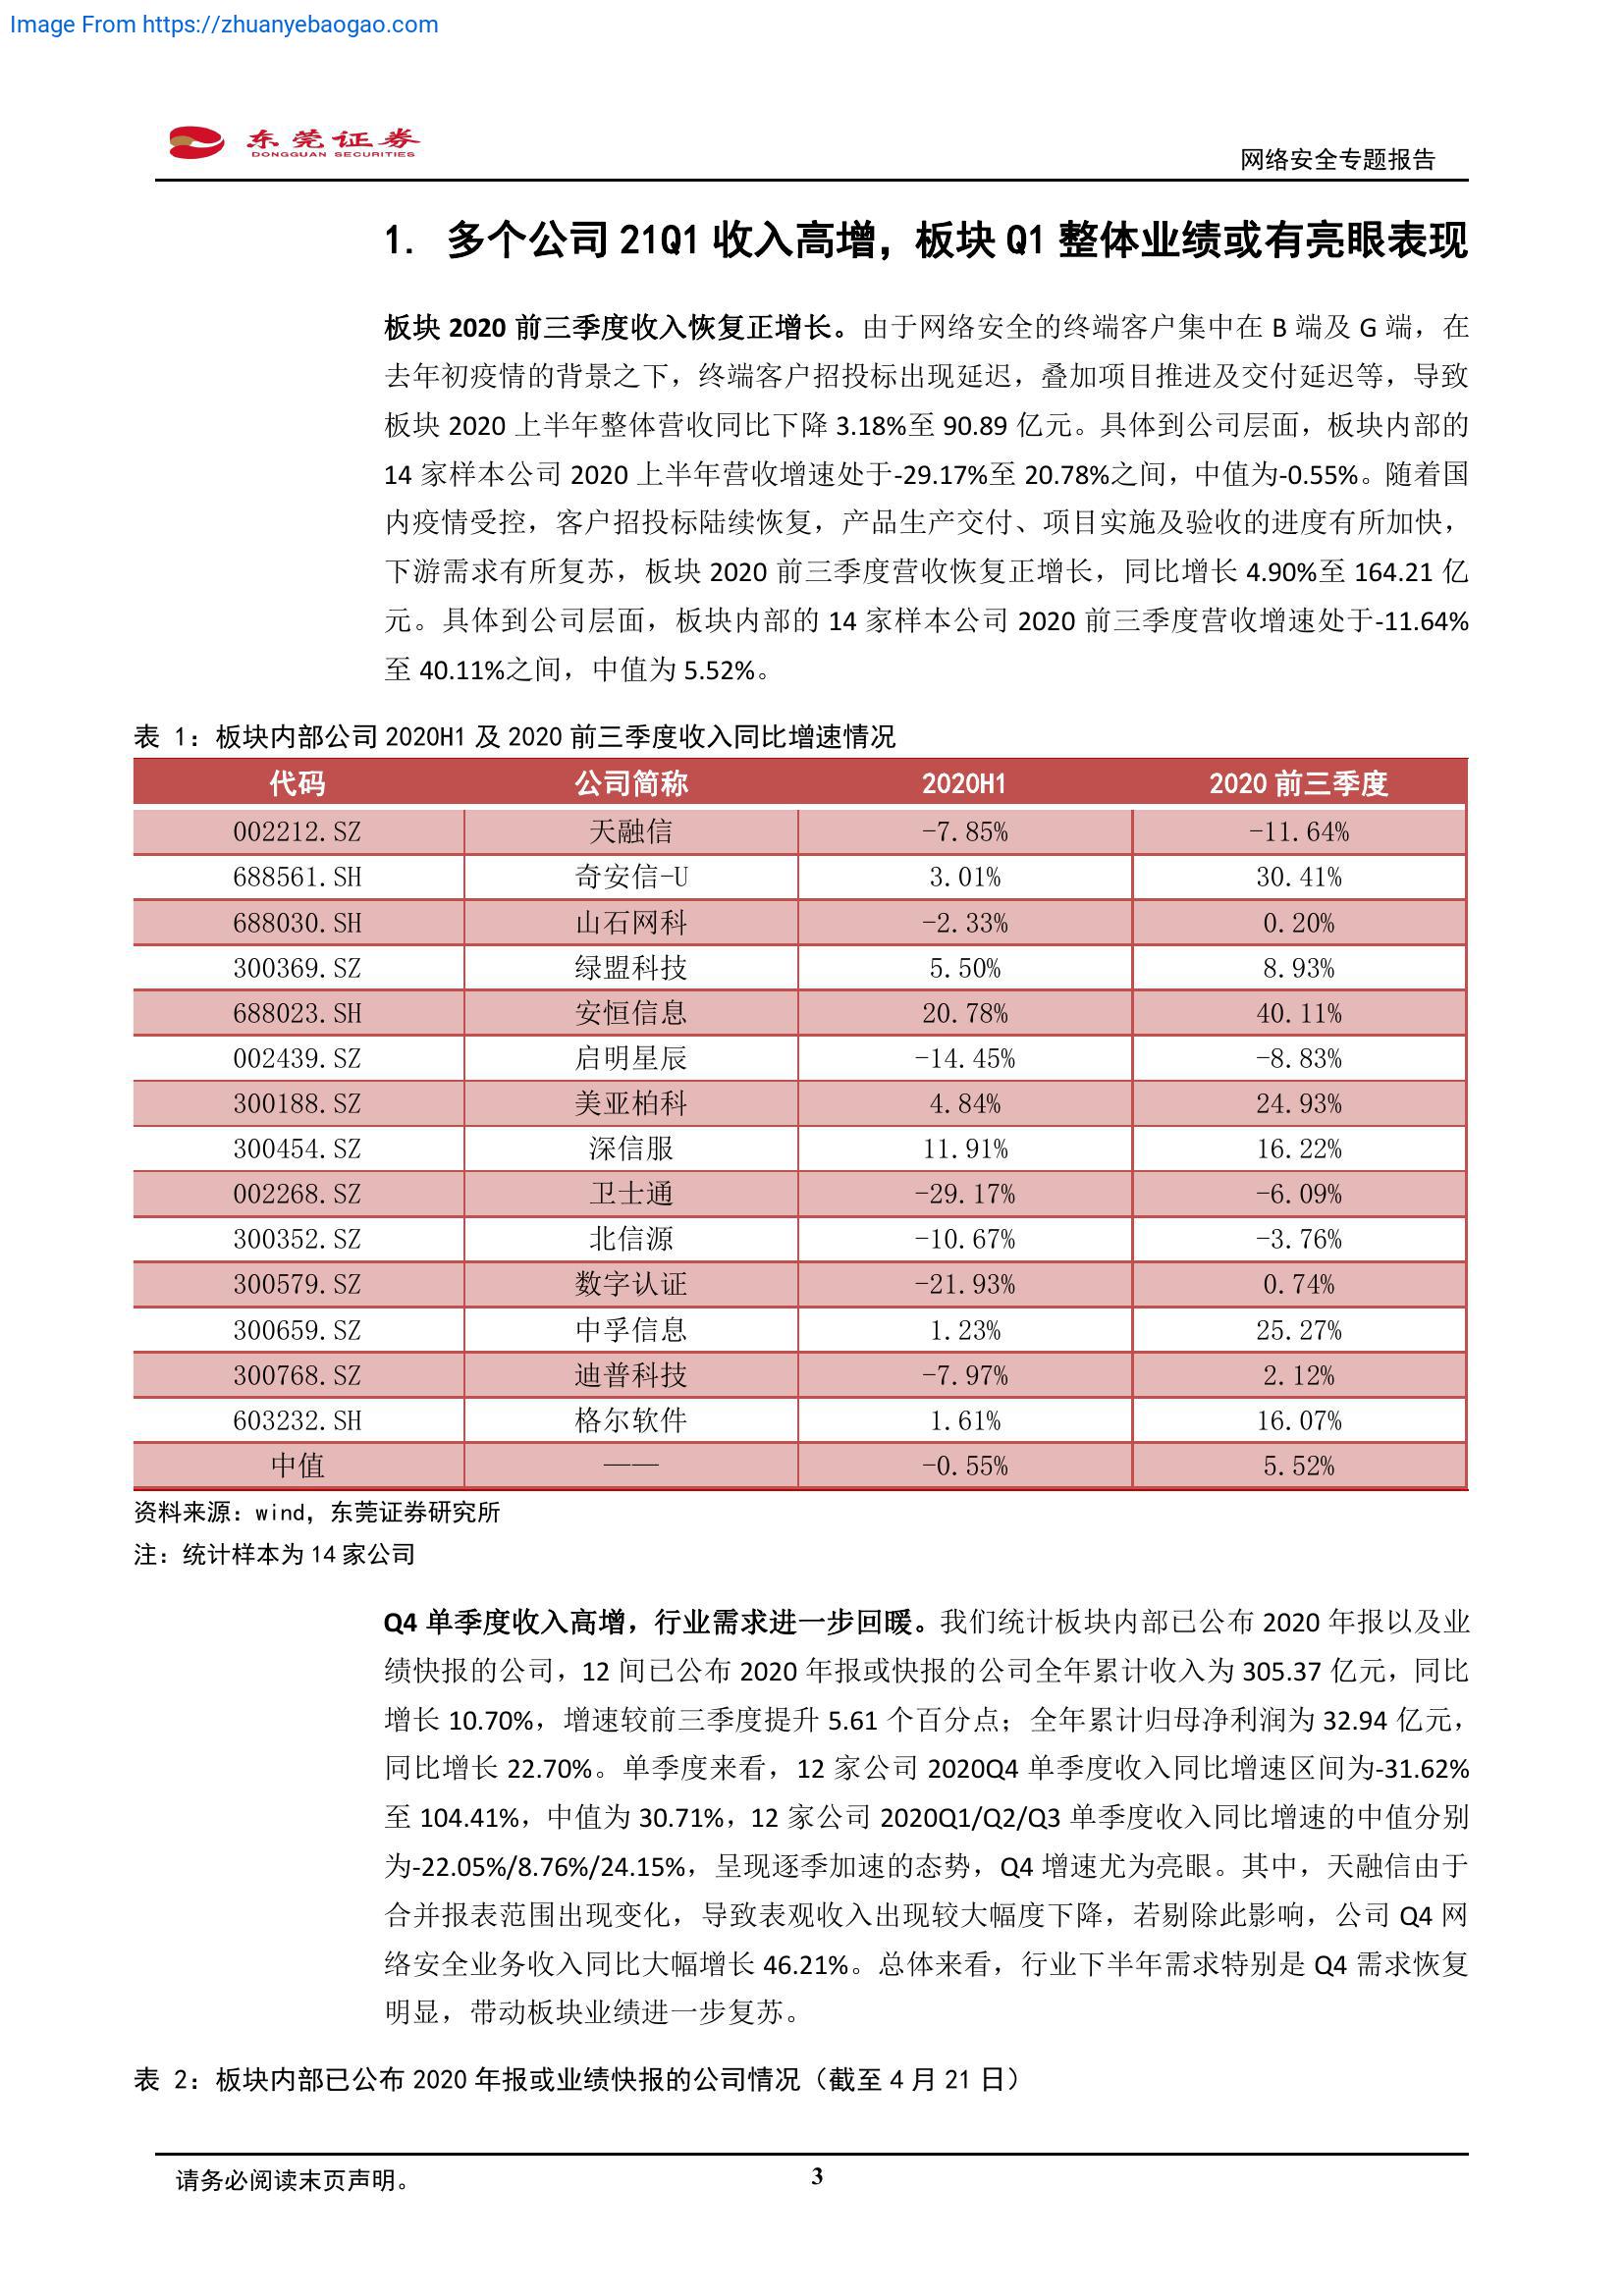 Image From https://zhuanyebaogao.com
东莞证券
DONGGUAN SECURITIES
网络安全专题报告
1. 多个公司 21Q1 收入高增，板块 Q1 整体业绩或有亮眼表现
板块 2020 前三季度收入恢复正增长。由于网络安全的终端客户集中在 B 端及 G 端，在
去年初疫情的背景之下，终端客户招投标出现延迟，叠加项目推进及交付延迟等，导致
板块 2020 上半年整体营收同比下降 3.18%至 90.89 亿元。具体到公司层面，板块内部的
14 家样本公司 2020 上半年营收增速处于-29.17%至 20.78%之间，中值为-0.55%。随着国
内疫情受控，客户招投标陆续恢复，产品生产交付、项目实施及验收的进度有所加快，
下游需求有所复苏，板块 2020 前三季度营收恢复正增长，同比增长 4.90%至 164.21 亿
元。具体到公司层面，板块内部的 14 家样本公司 2020 前三季度营收增速处于-11.64%
至 40.11%之间，中值为 5.52%。
表 1：板块内部公司 2020H1 及 2020 前三季度收入同比增速情况
代码 公司简称 2020H1 2020 前三季度
002212.SZ 天融信 -7.85% -11.64%
688561.SH 奇安信-U 3.01% 30.41%
688030.SH 山石网科 -2.33% 0.20%
300369.SZ 绿盟科技 5.50% 8.93%
688023.SH 安恒信息 20.78% 40.11%
002439.SZ 启明星辰 -14.45% -8.83%
300188.SZ 美亚柏科 4.84% 24.93%
300454.SZ 深信服 11.91% 16.22%
002268.SZ 卫士通 -29.17% -6.09%
300352.SZ 北信源 -10.67% -3.76%
300579.SZ 数字认证 -21.93% 0.74%
300659.SZ 中孚信息 1.23% 25.27%
300768.SZ 迪普科技 -7.97% 2.12%
603232.SH 格尔软件 1.61% 16.07%
中值 —— -0.55% 5.52%
资料来源：wind，东莞证券研究所
注：统计样本为 14 家公司
Q4 单季度收入高增，行业需求进一步回暖。我们统计板块内部已公布 2020 年报以及业
绩快报的公司，12 间已公布 2020 年报或快报的公司全年累计收入为 305.37 亿元，同比
增长 10.70%，增速较前三季度提升 5.61 个百分点；全年累计归母净利润为 32.94 亿元，
同比增长 22.70%。单季度来看，12 家公司 2020Q4 单季度收入同比增速区间为-31.62%
至 104.41%，中值为 30.71%，12 家公司 2020Q1/Q2/Q3 单季度收入同比增速的中值分别
为-22.05%/8.76%/24.15%，呈现逐季加速的态势，Q4 增速尤为亮眼。其中，天融信由于
合并报表范围出现变化，导致表观收入出现较大幅度下降，若剔除此影响，公司 Q4 网
络安全业务收入同比大幅增长 46.21%。总体来看，行业下半年需求特别是 Q4 需求恢复
明显，带动板块业绩进一步复苏。
表 2：板块内部已公布 2020 年报或业绩快报的公司情况（截至 4 月 21 日）
请务必阅读末页声明。
3